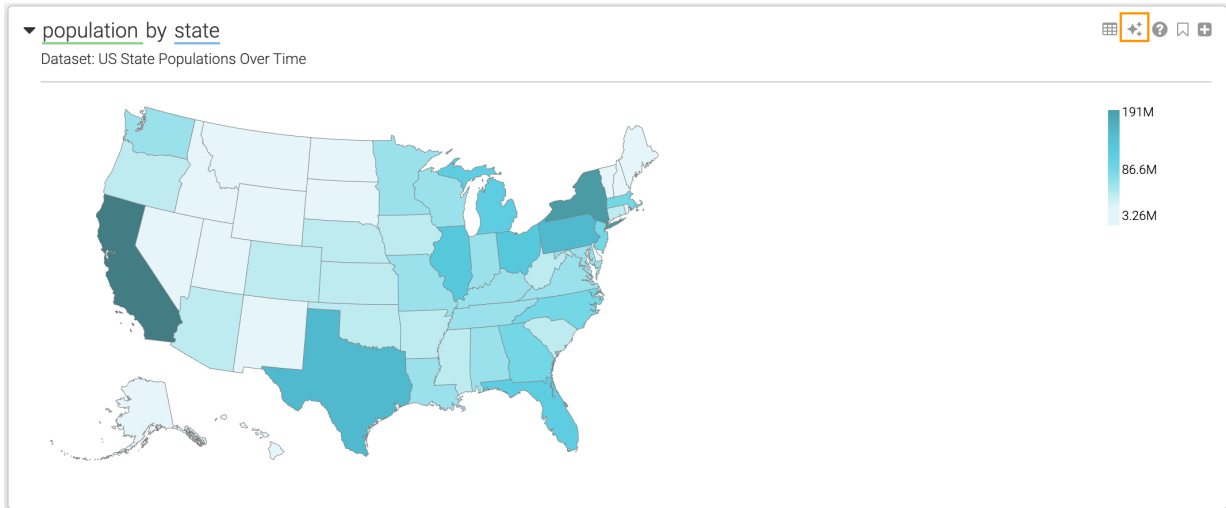 population by state
Dataset: US State Populations Over Time
191M
86.6M
3.26M